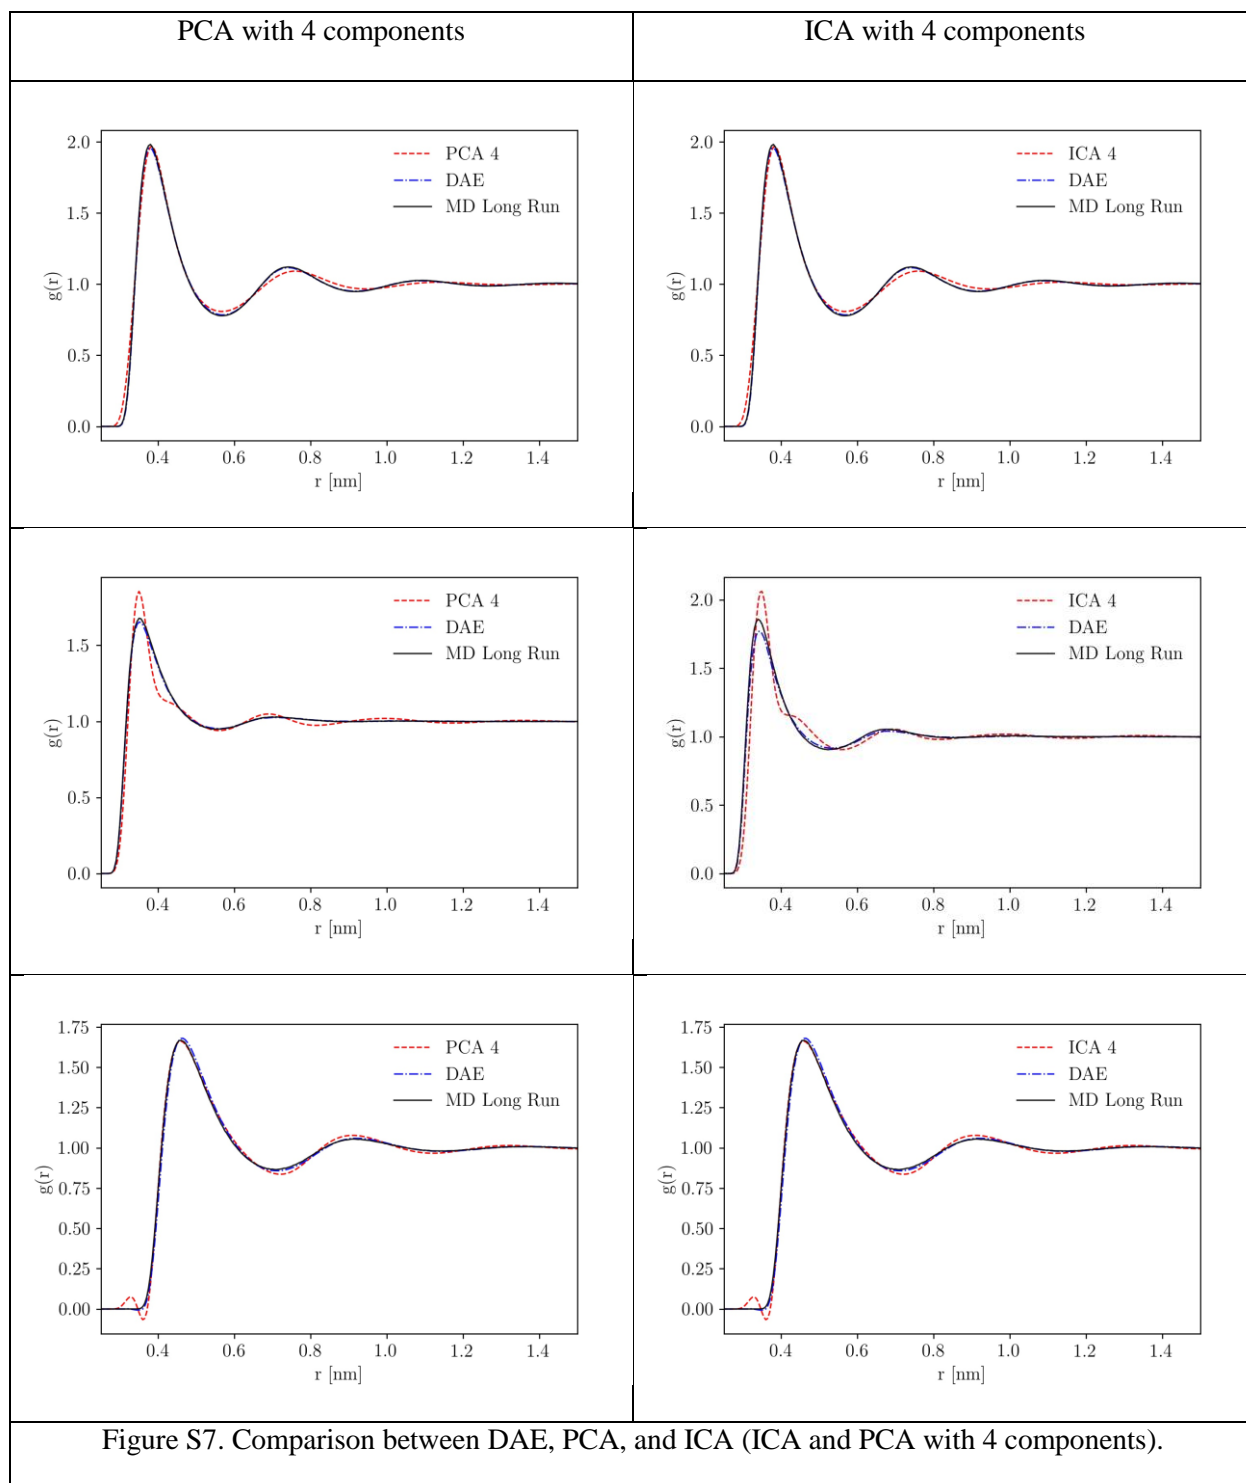 PCA with 4 components
ICA with 4 components
2.0
1.5
1.0
0.5
0.0
g(r)
PCA 4
DAE
MD Long Run
0.4 0.6 0.8 1.0 1.2 1.4
r [nm]
2.0
1.5
1.0
0.5
0.0
g(r)
ICA 4
DAE
MD Long Run
0.4 0.6 0.8 1.0 1.2 1.4
r [nm]
1.5
1.0
0.5
0.0
g(r)
PCA 4
DAE
MD Long Run
0.4 0.6 0.8 1.0 1.2 1.4
r [nm]
2.0
1.5
1.0
0.5
0.0
g(r)
ICA 4
DAE
MD Long Run
0.4 0.6 0.8 1.0 1.2 1.4
r [nm]
1.75
1.50
1.25
1.00
0.75
0.50
0.25
0.00
g(r)
PCA 4
DAE
MD Long Run
0.4 0.6 0.8 1.0 1.2 1.4
r [nm]
1.75
1.50
1.25
1.00
0.75
0.50
0.25
0.00
g(r)
ICA 4
DAE
MD Long Run
0.4 0.6 0.8 1.0 1.2 1.4
r [nm]
Figure S7. Comparison between DAE, PCA, and ICA (ICA and PCA with 4 components).